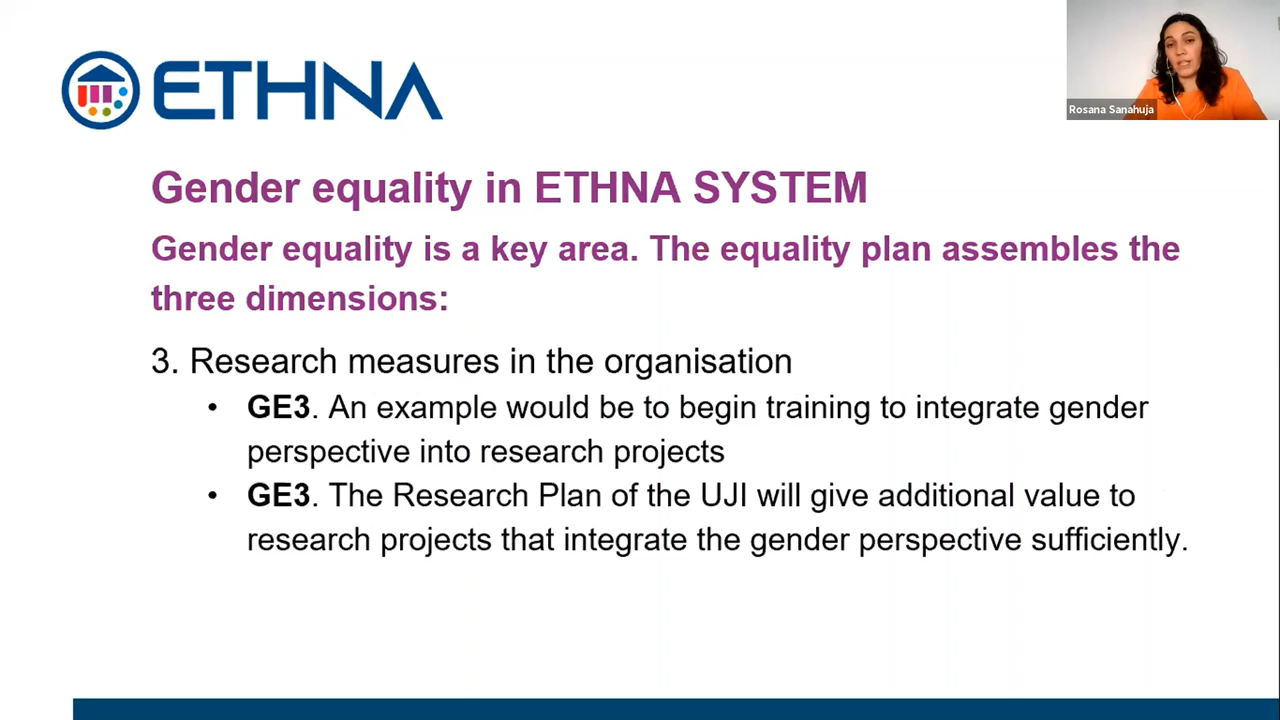 ETHNA
Rosana Sanahuja
Gender equality in ETHNA SYSTEM
Gender equality is a key area. The equality plan assembles the
three dimensions:
3. Research measures in the organisation
• GE3. An example would be to begin training to integrate gender
perspective into research projects
• GE3. The Research Plan of the UJI will give additional value to
research projects that integrate the gender perspective sufficiently.